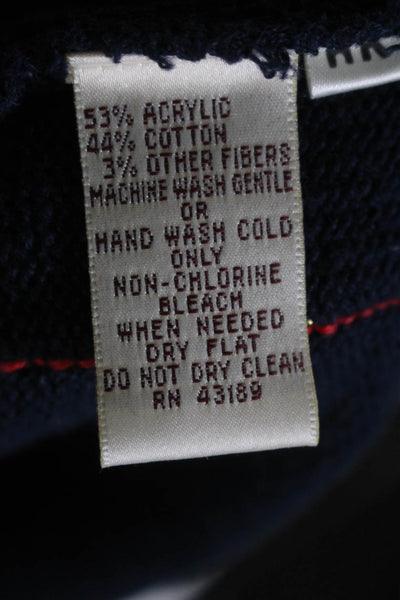 53% ACRYLIC
44% COTTON
3% OTHER FIBERS
MACHINE WASH GENTLE
OR
HAND WASH COLD
ONLY
NON-CHLORINE
BLEACH
WHEN NEEDED
DRY FLAT
DO NOT DRY CLEAN
RN 43189